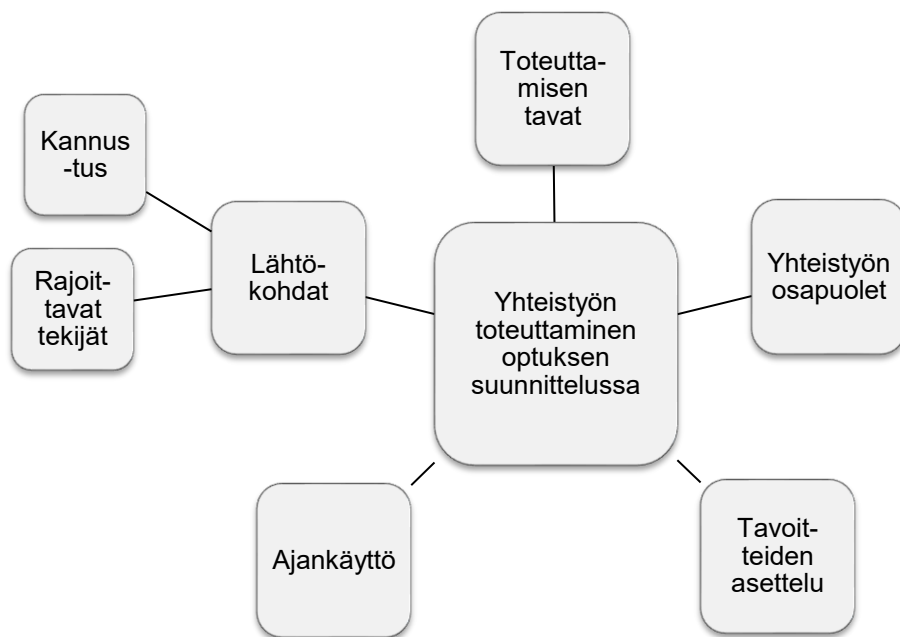 Toteutta-
misen
tavat
Kannus
-tus
Lähtö-
kohdat
Rajoit-
tavat
tekijät
Yhteistyön
toteuttaminen
optuksen
suunnittelussa
Yhteistyön
osapuolet
Ajankäyttö
Tavoit-
teiden
asettelu